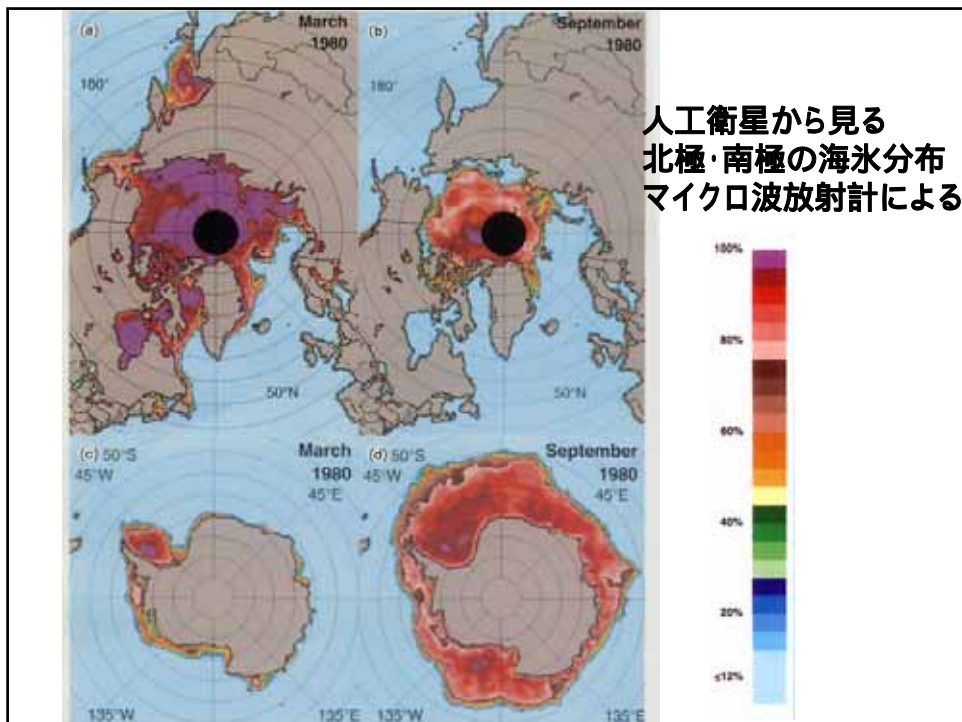 (a)
March
1980
180°
50°N
(b)
September
1980
180°
50°N
(c) 50°S
45°W
March
1980
45°E
135°W
135°E
(d) 50°S
45°W
September
1980
45°E
135°W
135°E
人工衛星から見る
北極・南極の海氷分布
マイクロ波放射計による
100%
80%
60%
40%
20%
≤12%